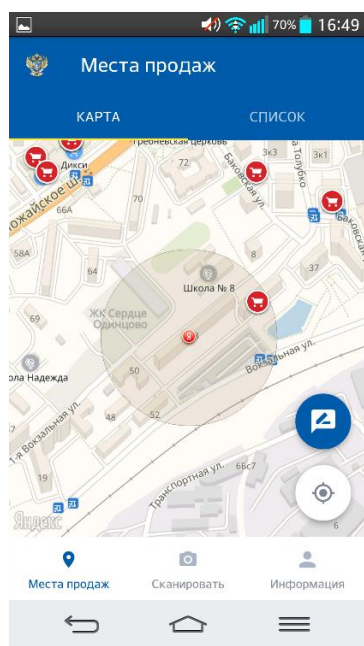 70% 16:49
Места продаж
КАРТА
СПИСОК
Гребневская церковь
Дикси
72
3к3
3к1
70
66А
58А
64
8
37
Баковская ул.
Школа № 8
69
ЖК Сердце
Одинцово
50
Вокзальная ул.
48
52
1-я Вокзальная ул.
19
Транспортная ул.
66с7
6
Яндекс
Места продаж
Сканировать
Информация